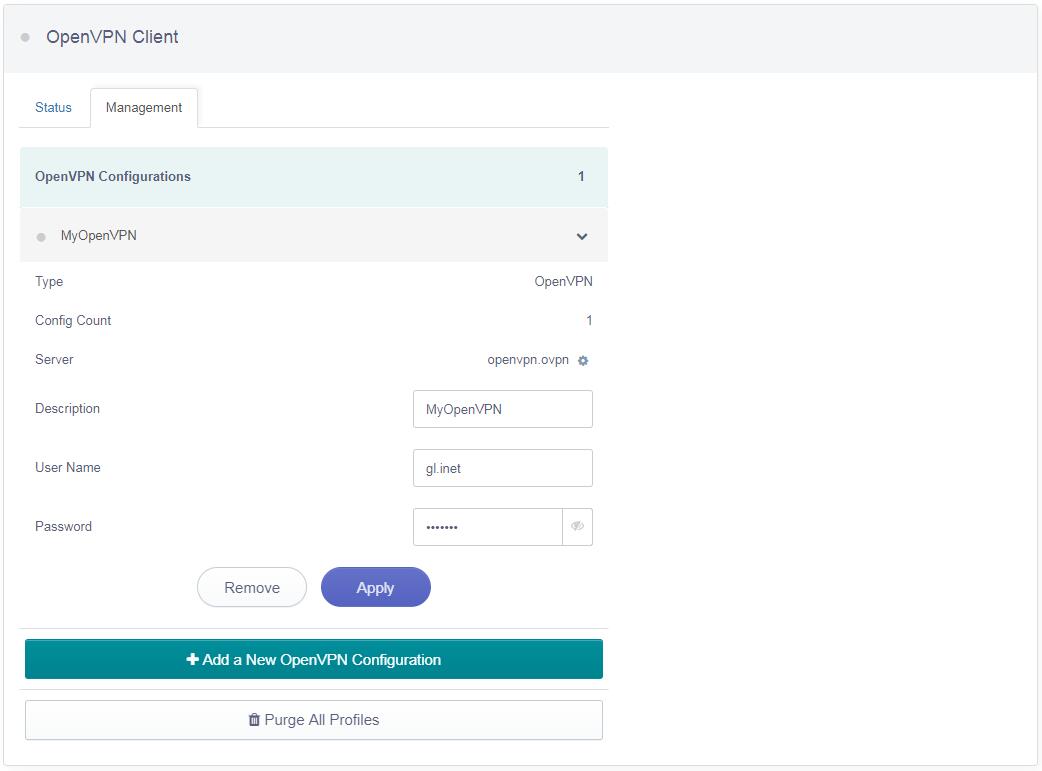 OpenVPN Client
Status Management
OpenVPN Configurations 1
MyOpenVPN
Type OpenVPN
Config Count 1
Server openvpn.ovpn
Description MyOpenVPN
User Name gl.inet
Password •••••••
Remove Apply
Add a New OpenVPN Configuration
Purge All Profiles